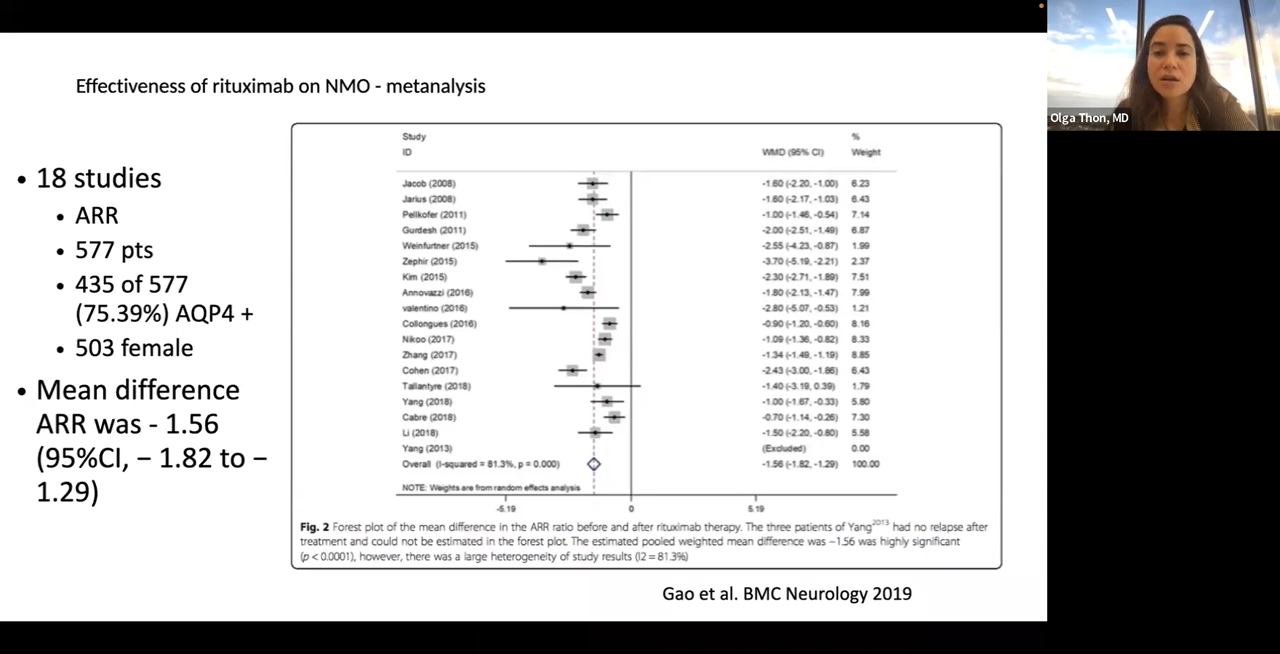 Effectiveness of rituximab on NMO - metanalysis
• 18 studies
• ARR
• 577 pts
• 435 of 577
(75.39%) AQP4 +
• 503 female
• Mean difference
ARR was - 1.56
(95%CI, − 1.82 to −
1.29)
Study %
ID WMD (95% CI) Weight
Jacob (2008) -1.60 (-2.20, -1.00) 6.23
Jarius (2008) -1.60 (-2.17, -1.03) 6.43
Pellkofer (2011) -1.00 (-1.46, -0.54) 7.14
Gurdesh (2011) -2.00 (-2.51, -1.49) 6.87
Weinfurtner (2015) -2.55 (-4.23, -0.87) 1.99
Zephir (2015) -3.70 (-5.19, -2.21) 2.37
Kim (2015) -2.30 (-2.71, -1.89) 7.51
Annovazzi (2016) -1.80 (-2.13, -1.47) 7.99
valentino (2016) -2.80 (-5.07, -0.53) 1.21
Collongues (2016) -0.90 (-1.20, -0.60) 8.16
Nikoo (2017) -1.09 (-1.36, -0.82) 8.33
Zhang (2017) -1.34 (-1.49, -1.19) 8.85
Cohen (2017) -2.43 (-3.00, -1.86) 6.43
Tallantyre (2018) -1.40 (-3.19, 0.39) 1.79
Yang (2018) -1.00 (-1.67, -0.33) 5.80
Cabre (2018) -0.70 (-1.14, -0.26) 7.30
Li (2018) -1.50 (-2.20, -0.80) 5.58
Yang (2013) (Excluded) 0.00
Overall (I-squared = 81.3%, p = 0.000) -1.56 (-1.82, -1.29) 100.00
NOTE: Weights are from random effects analysis
-5.19 0 5.19
Fig. 2 Forest plot of the mean difference in the ARR ratio before and after rituximab therapy. The three patients of Yang2013 had no relapse after
treatment and could not be estimated in the forest plot. The estimated pooled weighted mean difference was −1.56 was highly significant
(p < 0.0001), however, there was a large heterogeneity of study results (I2 = 81.3%)
Gao et al. BMC Neurology 2019
Olga Thon, MD